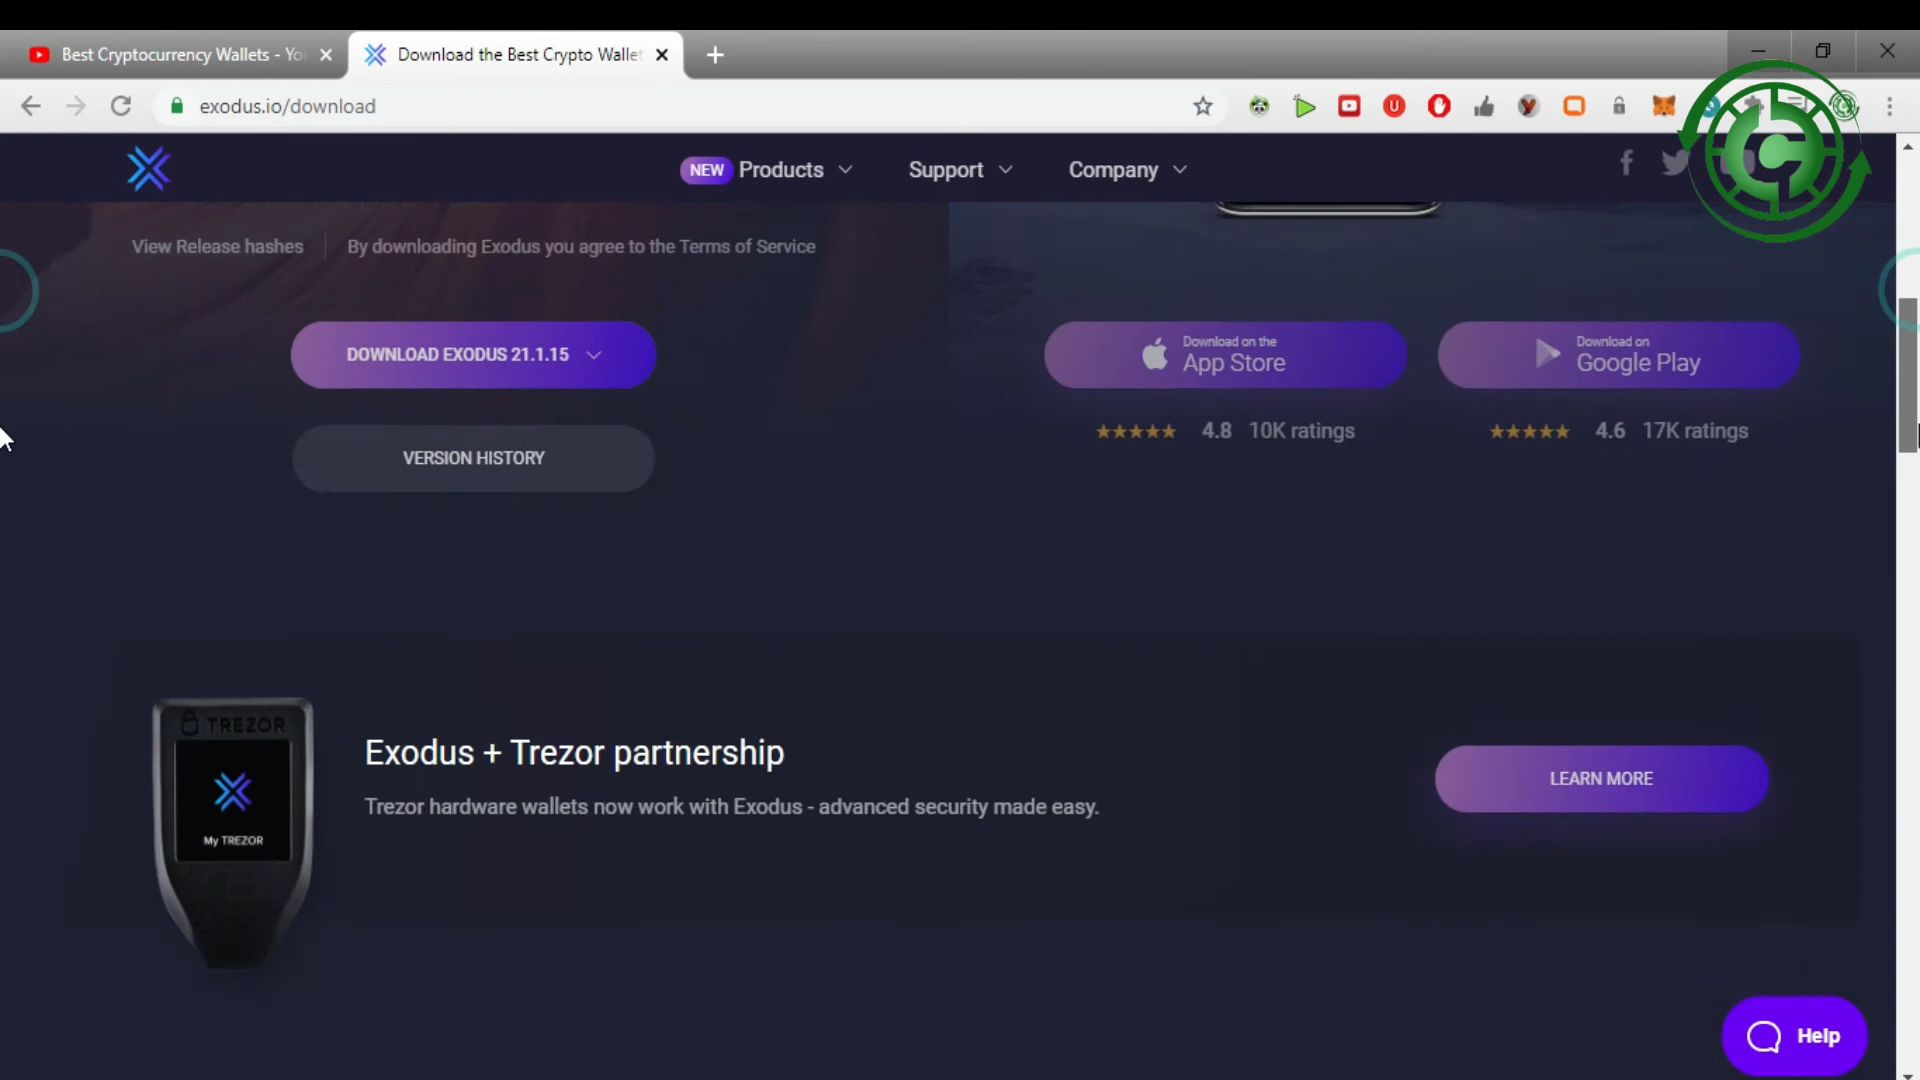 Best Cryptocurrency Wallets - Yo
Download the Best Crypto Wallet
exodus.io/download
NEW Products
Support
Company
View Release hashes
By downloading Exodus you agree to the Terms of Service
DOWNLOAD EXODUS 21.1.15
VERSION HISTORY
Download on the
App Store
4.8 10K ratings
Download on
Google Play
4.6 17K ratings
TREZOR
My TREZOR
Exodus + Trezor partnership
Trezor hardware wallets now work with Exodus - advanced security made easy.
LEARN MORE
Help